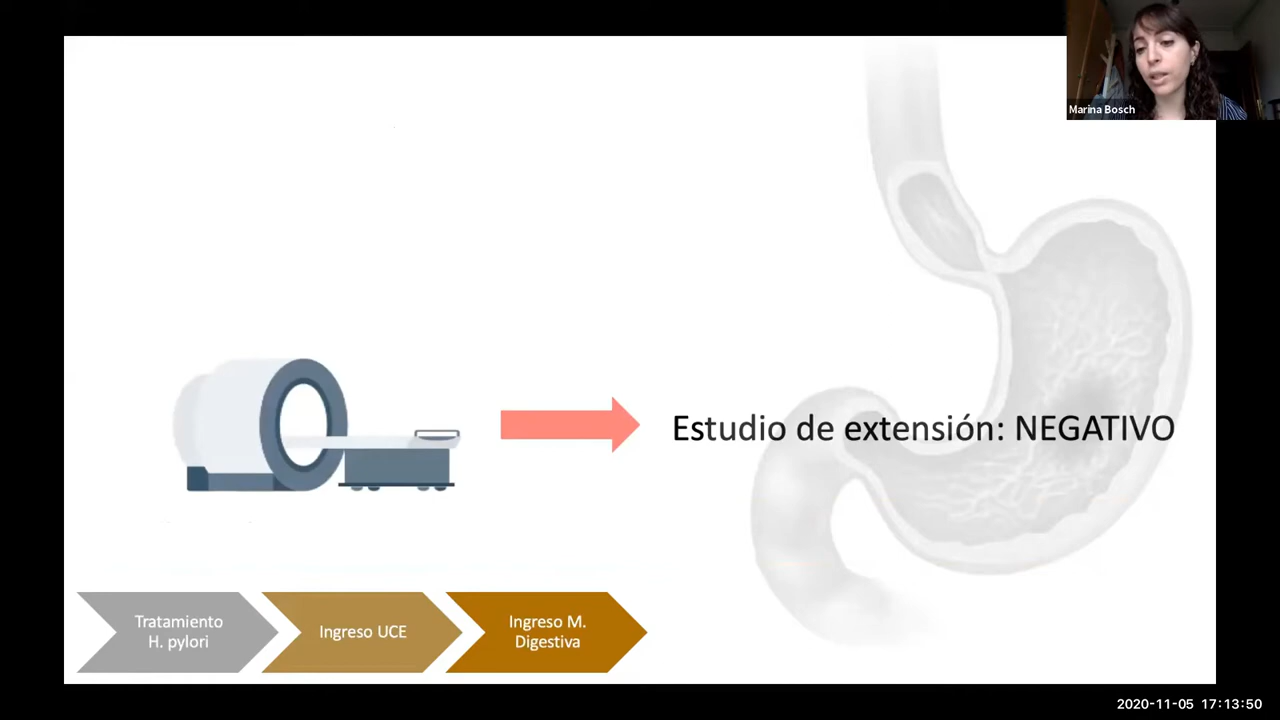 Marina Bosch
Estudio de extensión: NEGATIVO
Tratamiento
H. pylori
Ingreso UCE
Ingreso M.
Digestiva
2020-11-05 17:13:50